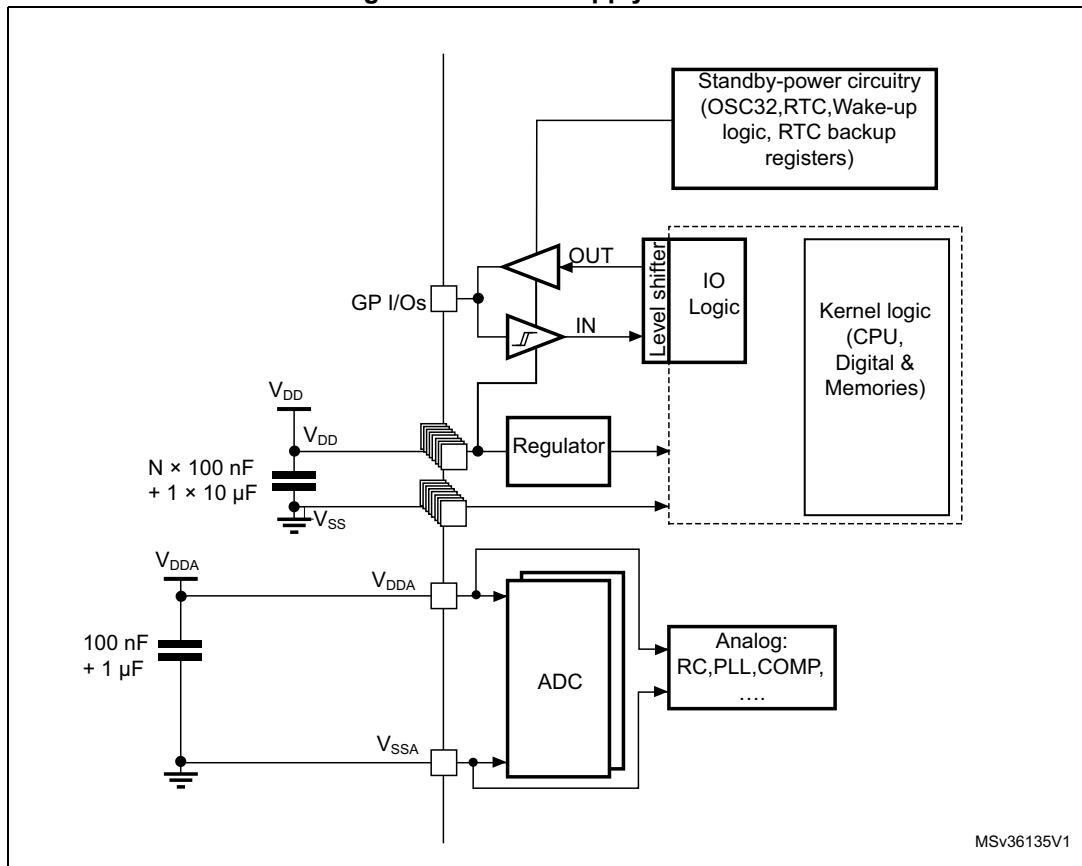 Standby-power circuitry
(OSC32,RTC,Wake-up
logic, RTC backup
registers)
OUT
Level shifter
IO
Logic
GP I/Os
IN
Kernel logic
(CPU,
Digital &
Memories)
VDD
VDD
Regulator
N × 100 nF
+ 1 × 10 µF
VSS
VDDA
VDDA
100 nF
+ 1 µF
ADC
Analog:
RC,PLL,COMP,
....
VSSA
MSv36135V1